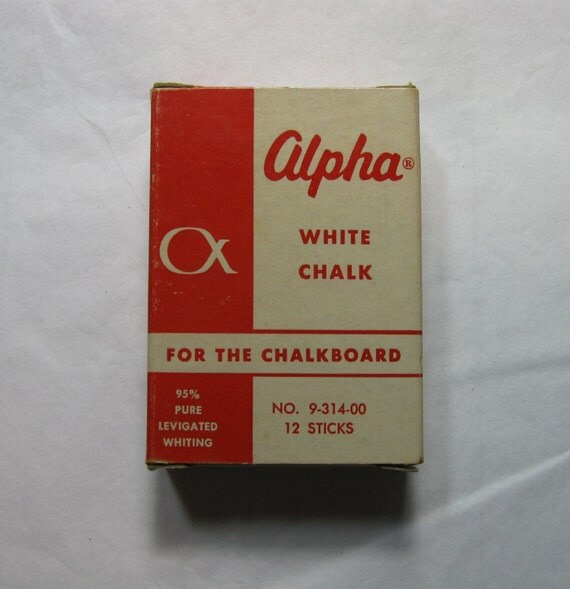 Alpha®
α
WHITE
CHALK
FOR THE CHALKBOARD
95%
PURE
LEVIGATED
WHITING
NO. 9-314-00
12 STICKS